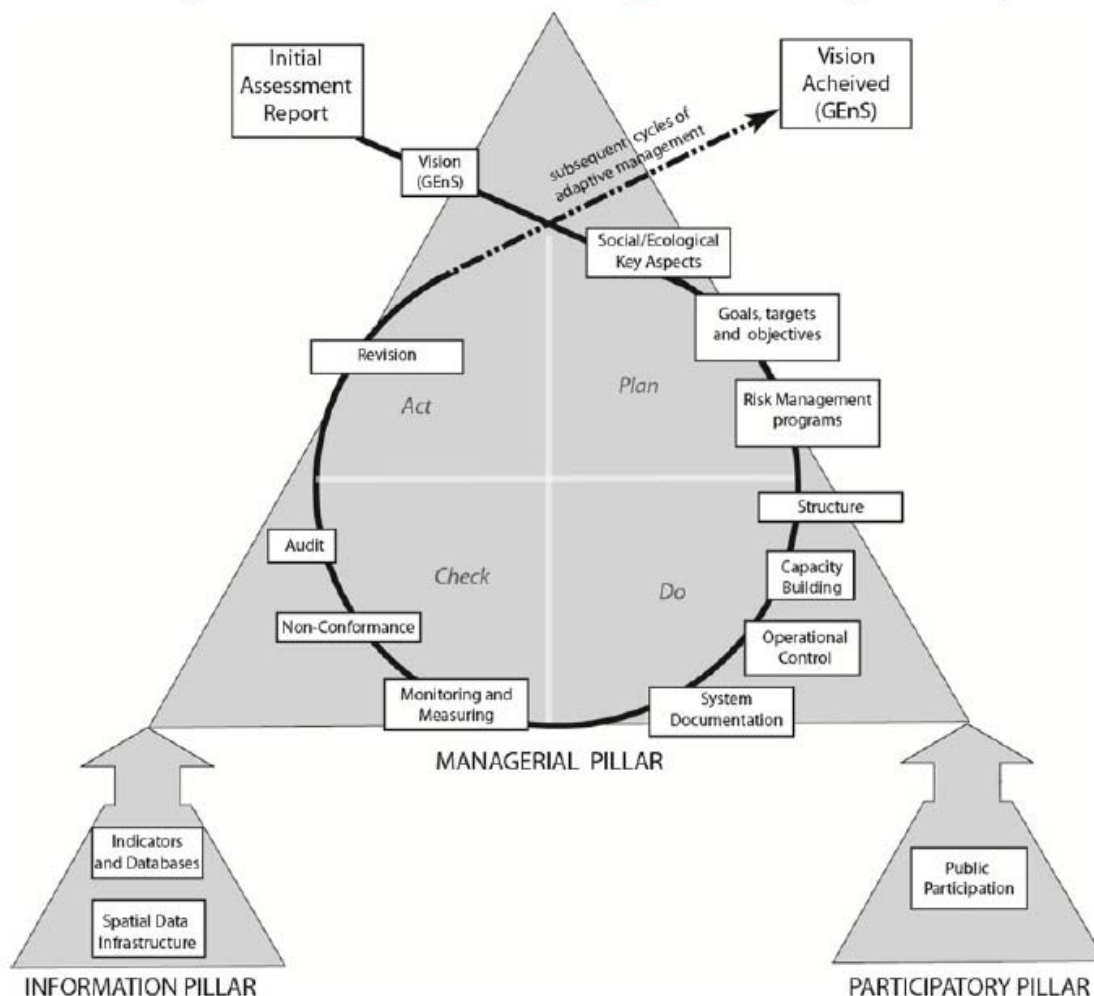 Initial
Assessment
Report
Vision
Acheived
(GEnS)
subsequent cycles of
adaptive management
Vision
(GEnS)
Social/Ecological
Key Aspects
Goals, targets
and objectives
Revision
Act
Plan
Risk Management
programs
Structure
Audit
Check
Do
Capacity
Building
Non-Conformance
Operational
Control
Monitoring and
Measuring
System
Documentation
MANAGERIAL PILLAR
Indicators
and Databases
Spatial Data
Infrastructure
Public
Participation
INFORMATION PILLAR
PARTICIPATORY PILLAR